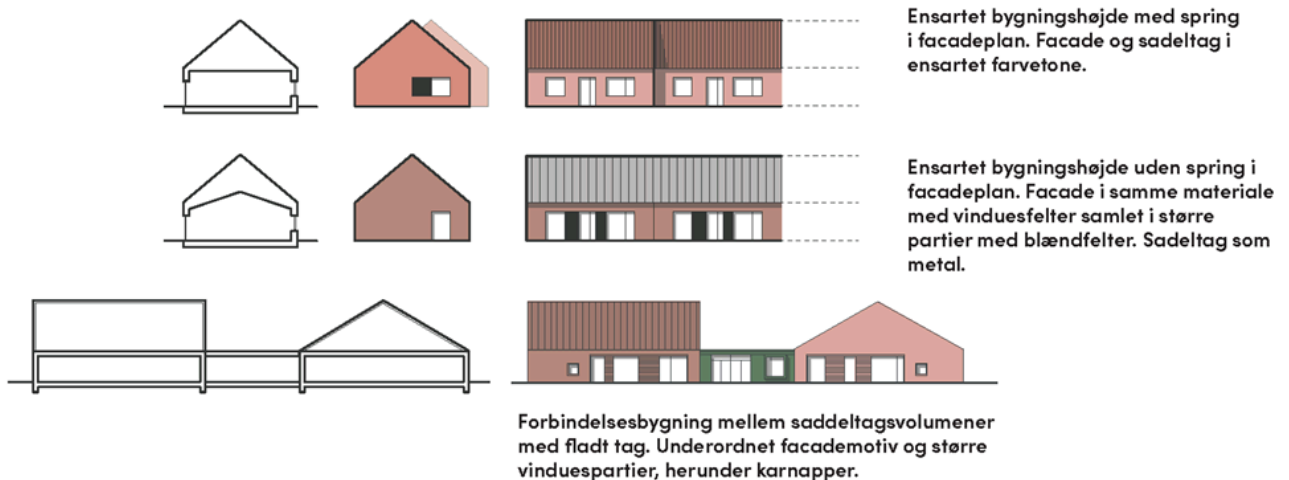 Ensartet bygningshøjde med spring
i facadeplan. Facade og sadeltag i
ensartet farvetone.
Ensartet bygningshøjde uden spring i
facadeplan. Facade i samme materiale
med vinduesfelter samlet i større
partier med blændfelter. Sadeltag som
metal.
Forbindelsesbygning mellem saddeltagsvolumener
med fladt tag. Underordnet facademotiv og større
vinduespartier, herunder karnapper.